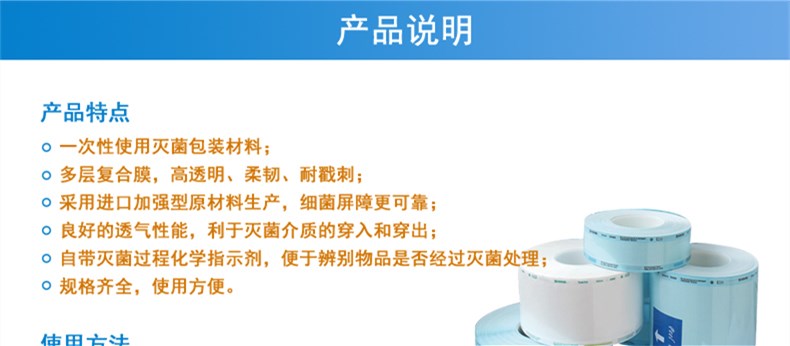 产品说明
产品特点
一次性使用灭菌包装材料；
多层复合膜，高透明、柔韧、耐戳刺；
采用进口加强型原材料生产，细菌屏障更可靠；
良好的透气性能，利于灭菌介质的穿入和穿出；
自带灭菌过程化学指示剂，便于辨别物品是否经过灭菌处理；
规格齐全，使用方便。
使用方法